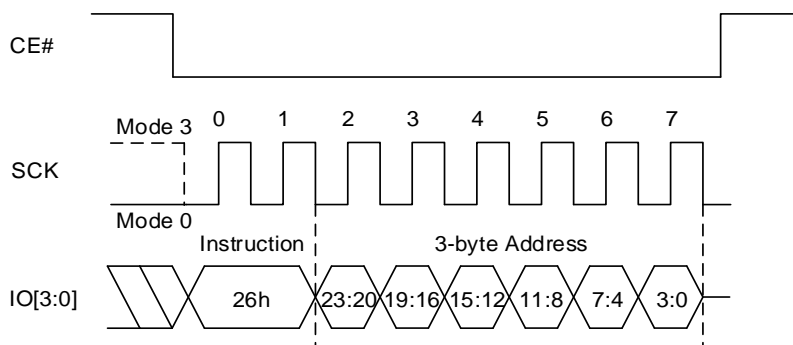 CE#
Mode 3 0 1 2 3 4 5 6 7
SCK
Mode 0
Instruction 3-byte Address
IO[3:0] 26h 23:20 19:16 15:12 11:8 7:4 3:0